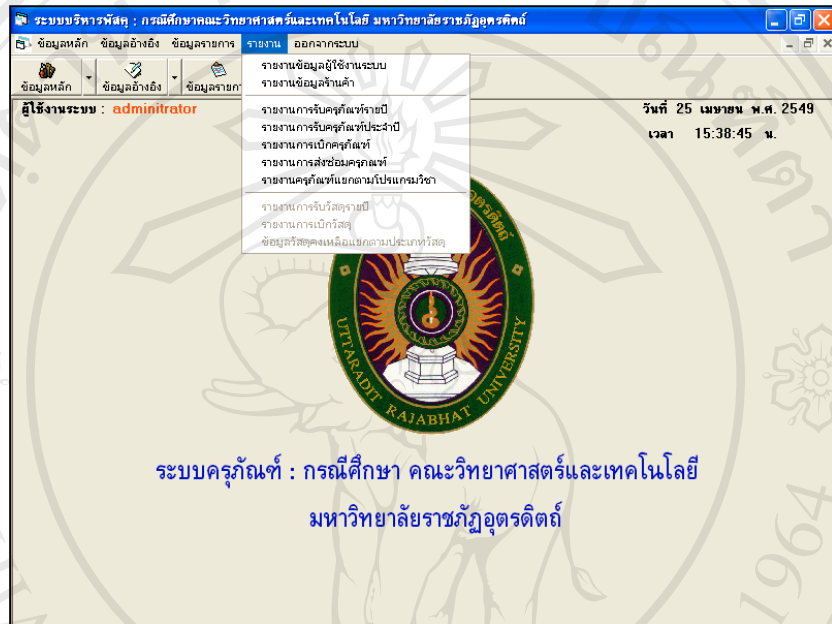 ระบบบริหารพัสดุ : กรณีศึกษาคณะวิทยาศาสตร์และเทคโนโลยี มหาวิทยาลัยราชภัฏอุตรดิตถ์
ข้อมูลหลัก ข้อมูลอ้างอิง ข้อมูลรายการ รายงาน ออกจากระบบ
ข้อมูลหลัก ข้อมูลอ้างอิง ข้อมูลรายกา
รายงานข้อมูลผู้ใช้งานระบบ
รายงานข้อมูลร้านค้า
รายงานการรับครุภัณฑ์รายปี
รายงานการรับครุภัณฑ์ประจำปี
รายงานการเบิกครุภัณฑ์
รายงานการส่งซ่อมครุภัณฑ์
รายงานครุภัณฑ์แยกตามโปรแกรมวิชา
รายงานการรับวัสดุรายปี
รายงานการเบิกวัสดุ
ข้อมูลวัสดุคงเหลือแยกตามประเภทวัสดุ
ผู้ใช้งานระบบ : adminitrator
วันที่ 25 เมษายน พ.ศ. 2549
เวลา 15:38:45 น.
UTTARADIT RAJABHAT UNIVERSITY
ระบบครุภัณฑ์ : กรณีศึกษา คณะวิทยาศาสตร์และเทคโนโลยี
มหาวิทยาลัยราชภัฏอุตรดิตถ์
1964